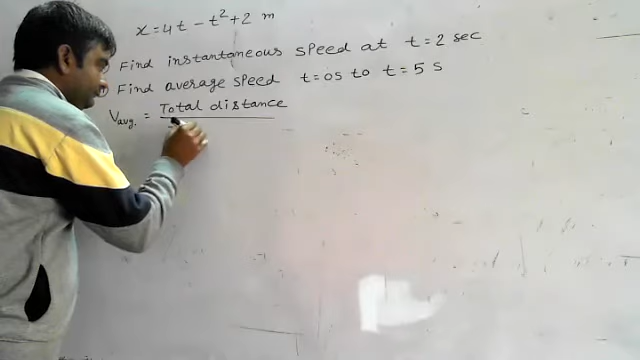 x = 4t - t² + 2 m
Find instantaneous speed at t = 2 sec
Find average speed t = 0s to t = 5 s
Vavg. = Total distance